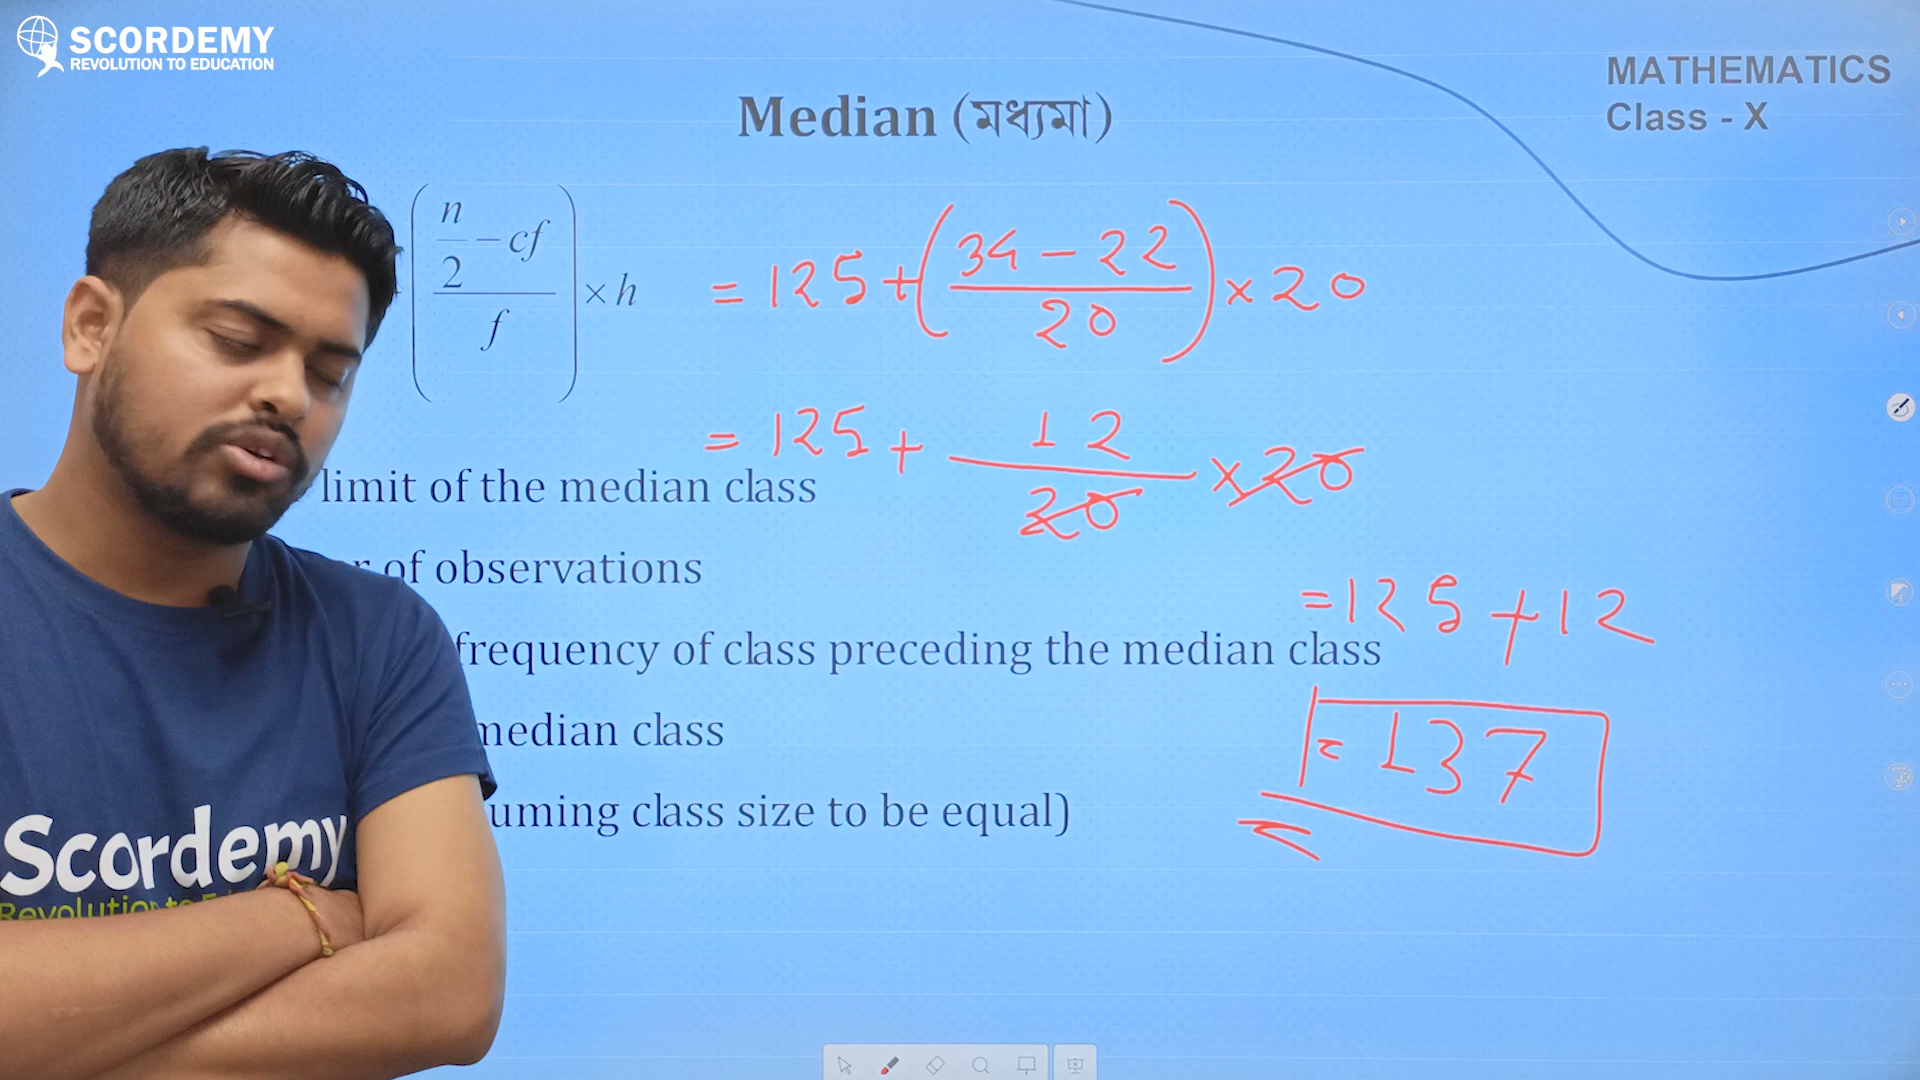 SCORDEMY
REVOLUTION TO EDUCATION
MATHEMATICS
Class - X
Median (মধ্যমা)
(n/2 - cf / f) × h
= 125 + (34 - 22 / 20) × 20
= 125 + 12 / 20 × 20
limit of the median class
of observations
= 125 + 12
frequency of class preceding the median class
= 137
median class
uming class size to be equal)
Scordemy
Revolution to